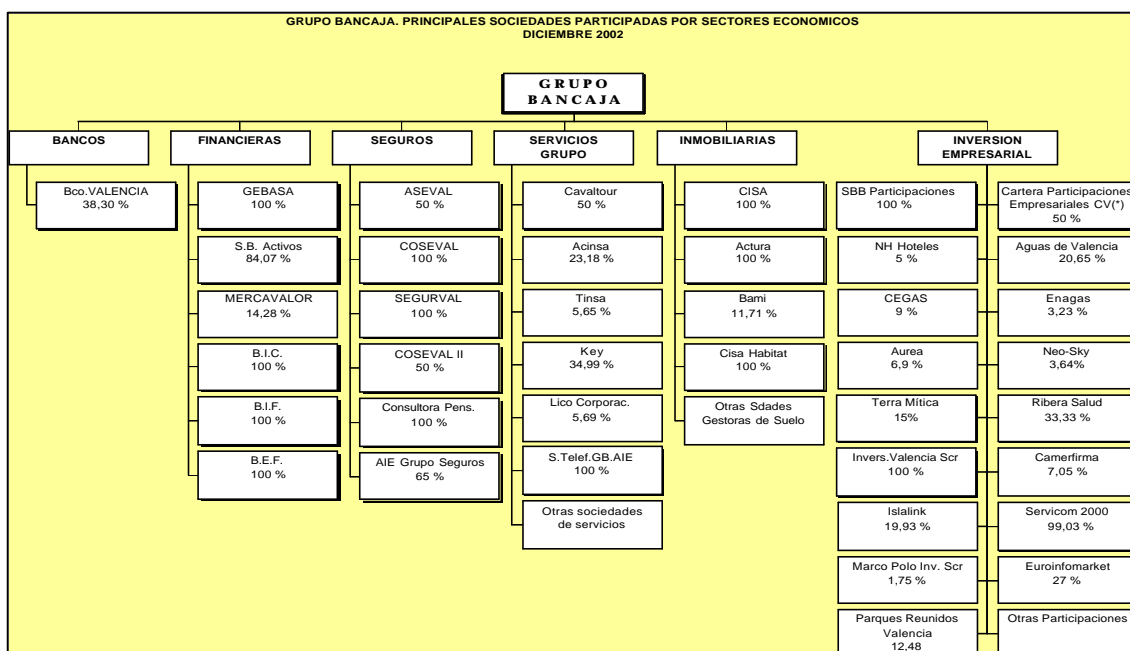 GRUPO BANCAJA. PRINCIPALES SOCIEDADES PARTICIPADAS POR SECTORES ECONOMICOS
DICIEMBRE 2002
GRUPO
BANCAJA
BANCOS
Bco.VALENCIA
38,30 %
FINANCIERAS
GEBASA
100 %
S.B. Activos
84,07 %
MERCAVALOR
14,28 %
B.I.C.
100 %
B.I.F.
100 %
B.E.F.
100 %
SEGUROS
ASEVAL
50 %
COSEVAL
100 %
SEGURVAL
100 %
COSEVAL II
50 %
Consultora Pens.
100 %
AIE Grupo Seguros
65 %
SERVICIOS
GRUPO
Cavaltour
50 %
Acinsa
23,18 %
Tinsa
5,65 %
Key
34,99 %
Lico Corporac.
5,69 %
S.Telef.GB.AIE
100 %
Otras sociedades
de servicios
INMOBILIARIAS
CISA
100 %
Actura
100 %
Bami
11,71 %
Cisa Habitat
100 %
Otras Sdades
Gestoras de Suelo
INVERSION
EMPRESARIAL
SBB Participaciones
100 %
NH Hoteles
5 %
CEGAS
9 %
Aurea
6,9 %
Terra Mítica
15%
Invers.Valencia Scr
100 %
Islalink
19,93 %
Marco Polo Inv. Scr
1,75 %
Parques Reunidos
Valencia
12,48
Cartera Participaciones
Empresariales CV(*)
50 %
Aguas de Valencia
20,65 %
Enagas
3,23 %
Neo-Sky
3,64%
Ribera Salud
33,33 %
Camerfirma
7,05 %
Servicom 2000
99,03 %
Euroinfomarket
27 %
Otras Participaciones